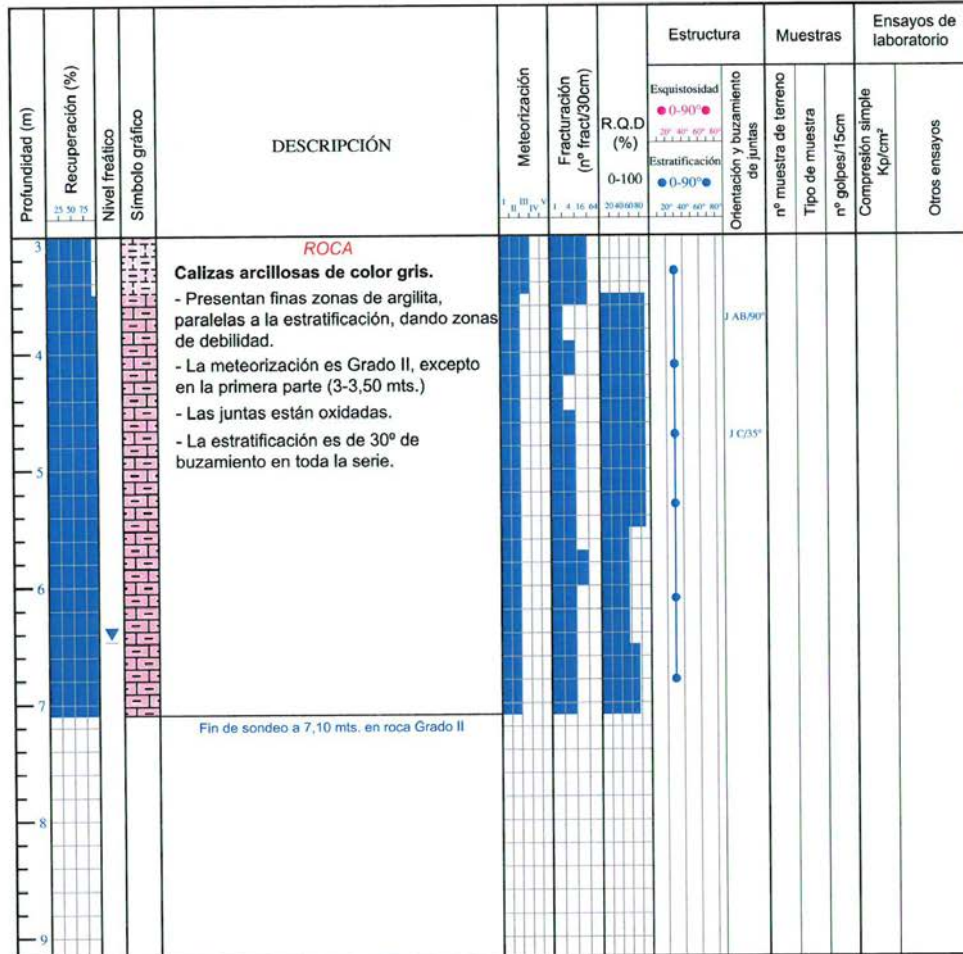 Profundidad (m)
Recuperación (%)
25 50 75
Nivel freático
Símbolo gráfico
DESCRIPCIÓN
Meteorización
I II III IV V
Fracturación
(nº fract/30cm)
1 4 16 64
R.Q.D
(%)
0-100
20 40 60 80
Estructura
Esquistosidad
0-90°
20° 40° 60° 80°
Estratificación
0-90°
20° 40° 60° 80°
Orientación y buzamiento
de juntas
Muestras
nº muestra de terreno
Tipo de muestra
nº golpes/15cm
Ensayos de
laboratorio
Compresión simple
Kp/cm²
Otros ensayos
3
ROCA
Calizas arcillosas de color gris.
- Presentan finas zonas de argilita,
paralelas a la estratificación, dando zonas
de debilidad.
J AB/90°
4
- La meteorización es Grado II, excepto
en la primera parte (3-3,50 mts.)
- Las juntas están oxidadas.
- La estratificación es de 30º de
buzamiento en toda la serie.
J C/35°
5
6
7
Fin de sondeo a 7,10 mts. en roca Grado II
8
9